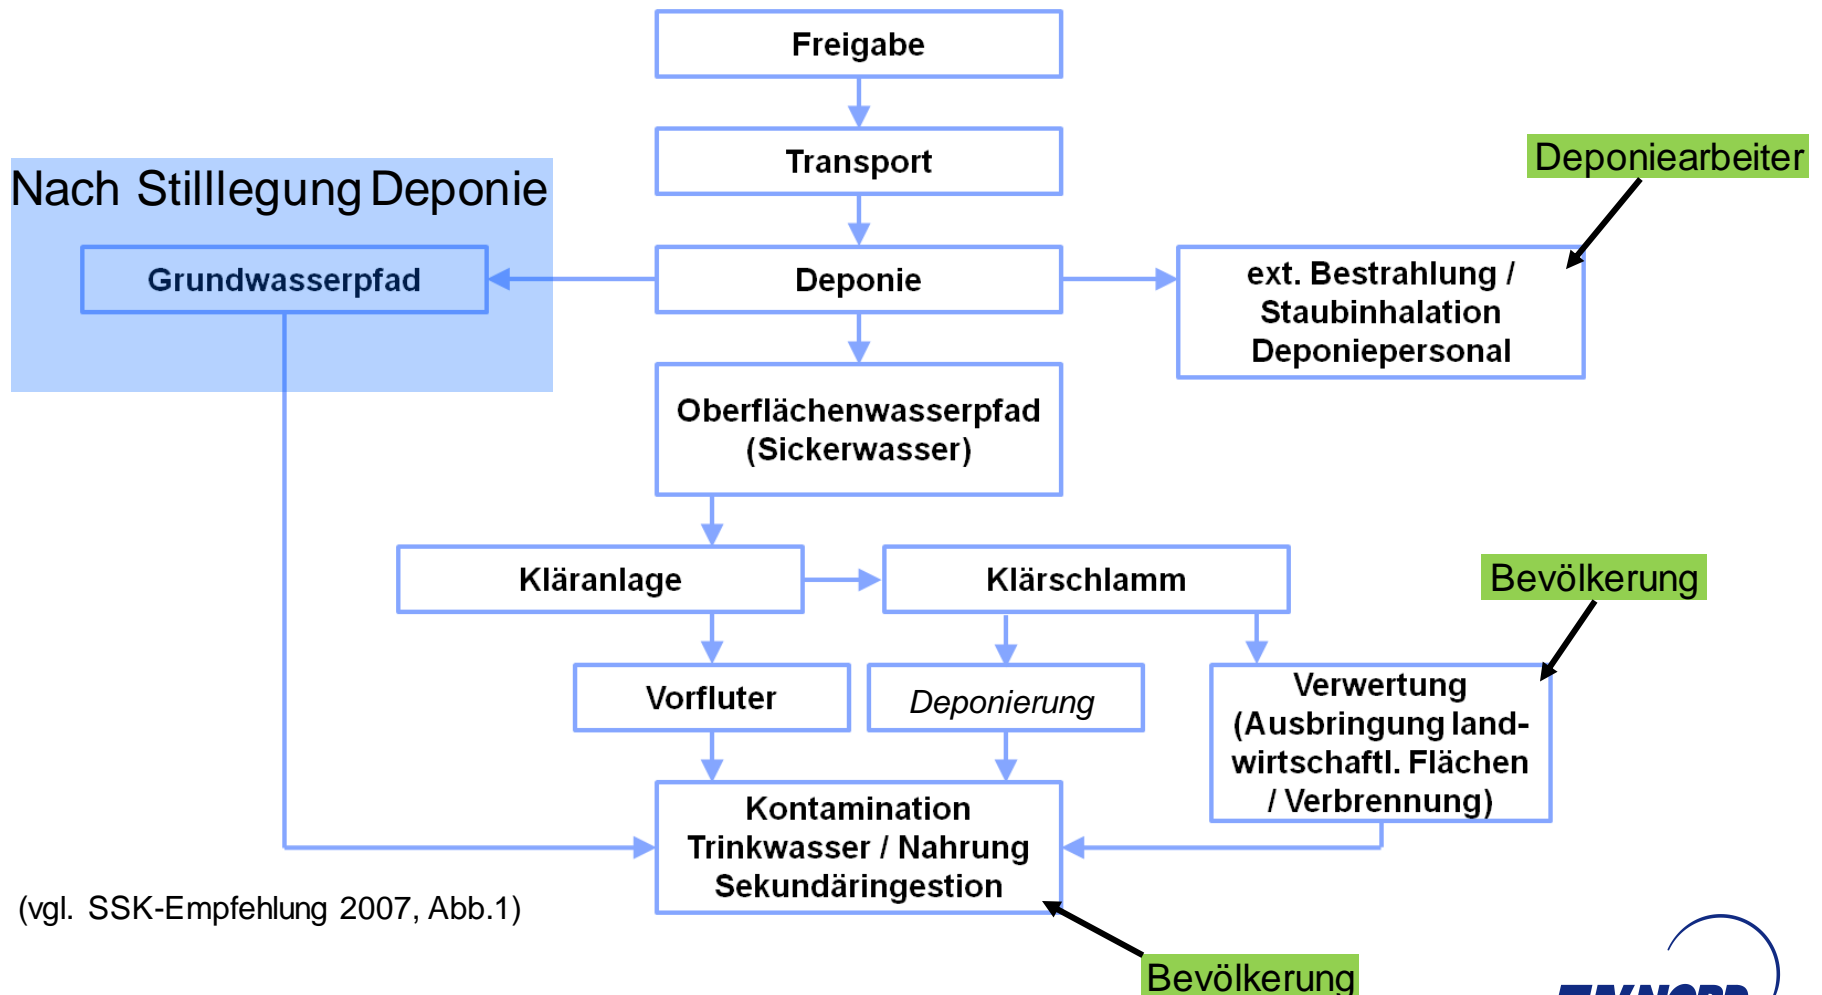 Freigabe
Transport
Deponiearbeiter
Nach Stilllegung Deponie
Grundwasserpfad
Deponie
ext. Bestrahlung /
Staubinhalation
Deponiepersonal
Oberflächenwasserpfad
(Sickerwasser)
Kläranlage
Klärschlamm
Bevölkerung
Vorfluter
Deponierung
Verwertung
(Ausbringung land-
wirtschaftl. Flächen
/ Verbrennung)
Kontamination
Trinkwasser / Nahrung
Sekundäringestion
(vgl. SSK-Empfehlung 2007, Abb.1)
Bevölkerung